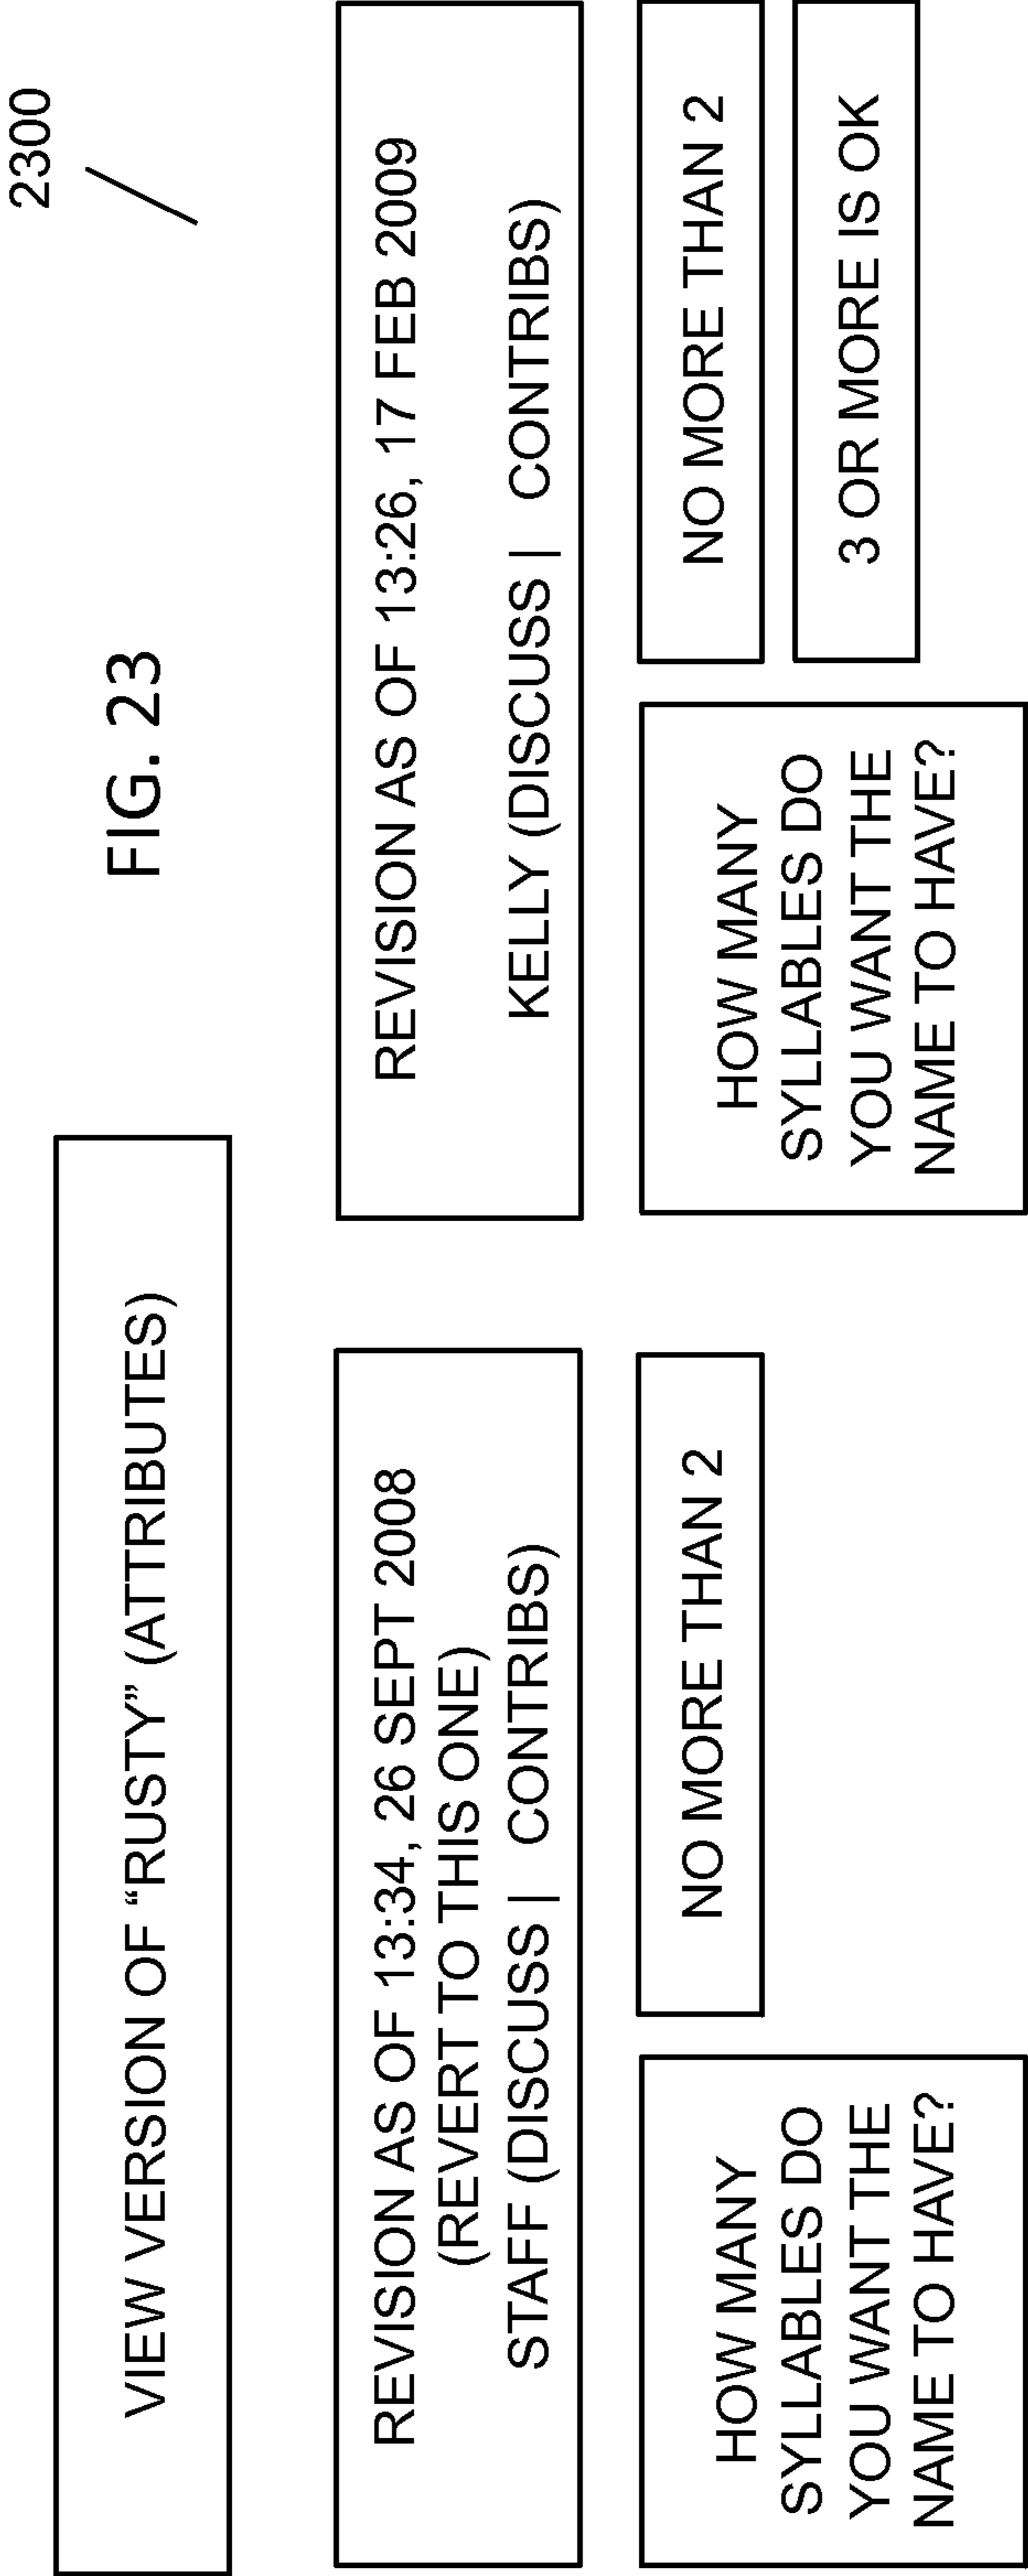 2300
FIG. 23
VIEW VERSION OF “RUSTY” (ATTRIBUTES)
REVISION AS OF 13:34, 26 SEPT 2008
(REVERT TO THIS ONE)
STAFF (DISCUSS | CONTRIBS)
REVISION AS OF 13:26, 17 FEB 2009
KELLY (DISCUSS | CONTRIBS)
HOW MANY
SYLLABLES DO
YOU WANT THE
NAME TO HAVE?
NO MORE THAN 2
HOW MANY
SYLLABLES DO
YOU WANT THE
NAME TO HAVE?
NO MORE THAN 2
3 OR MORE IS OK